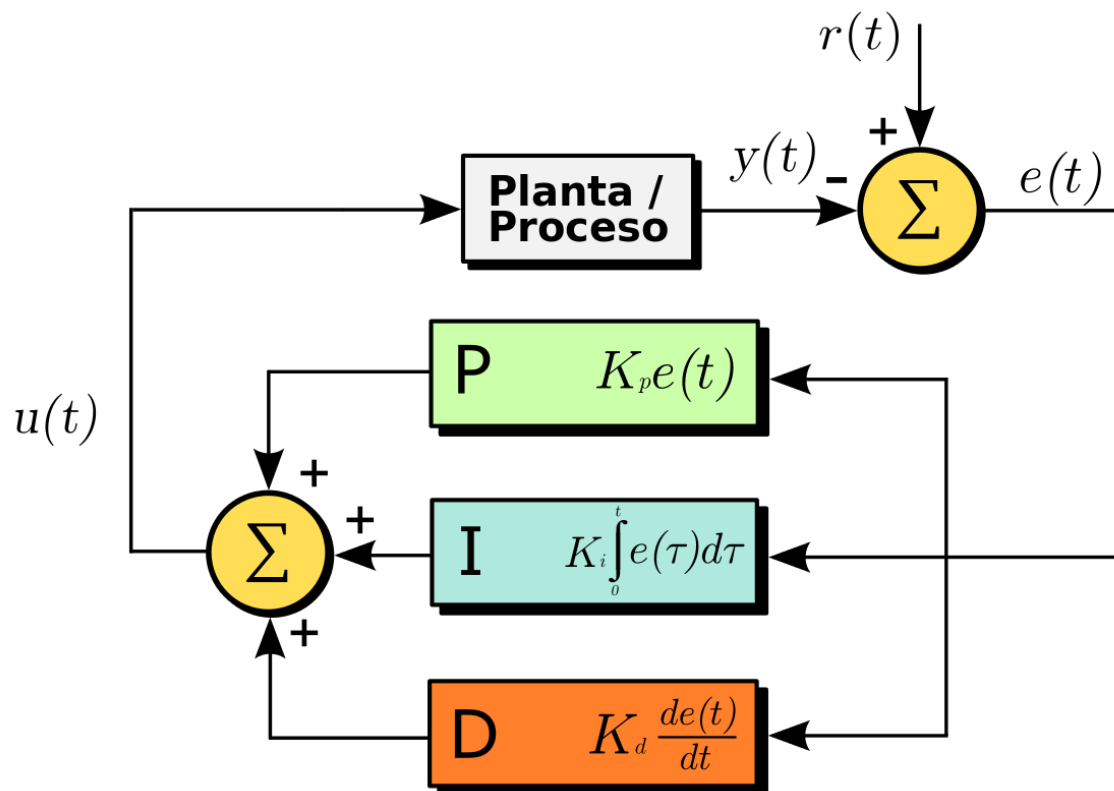 r(t)
+
y(t)
-
Σ
e(t)
Planta /
Proceso
P K_p e(t)
u(t)
+
+
Σ
I K_i ∫_0^t e(τ)dτ
+
D K_d de(t)/dt